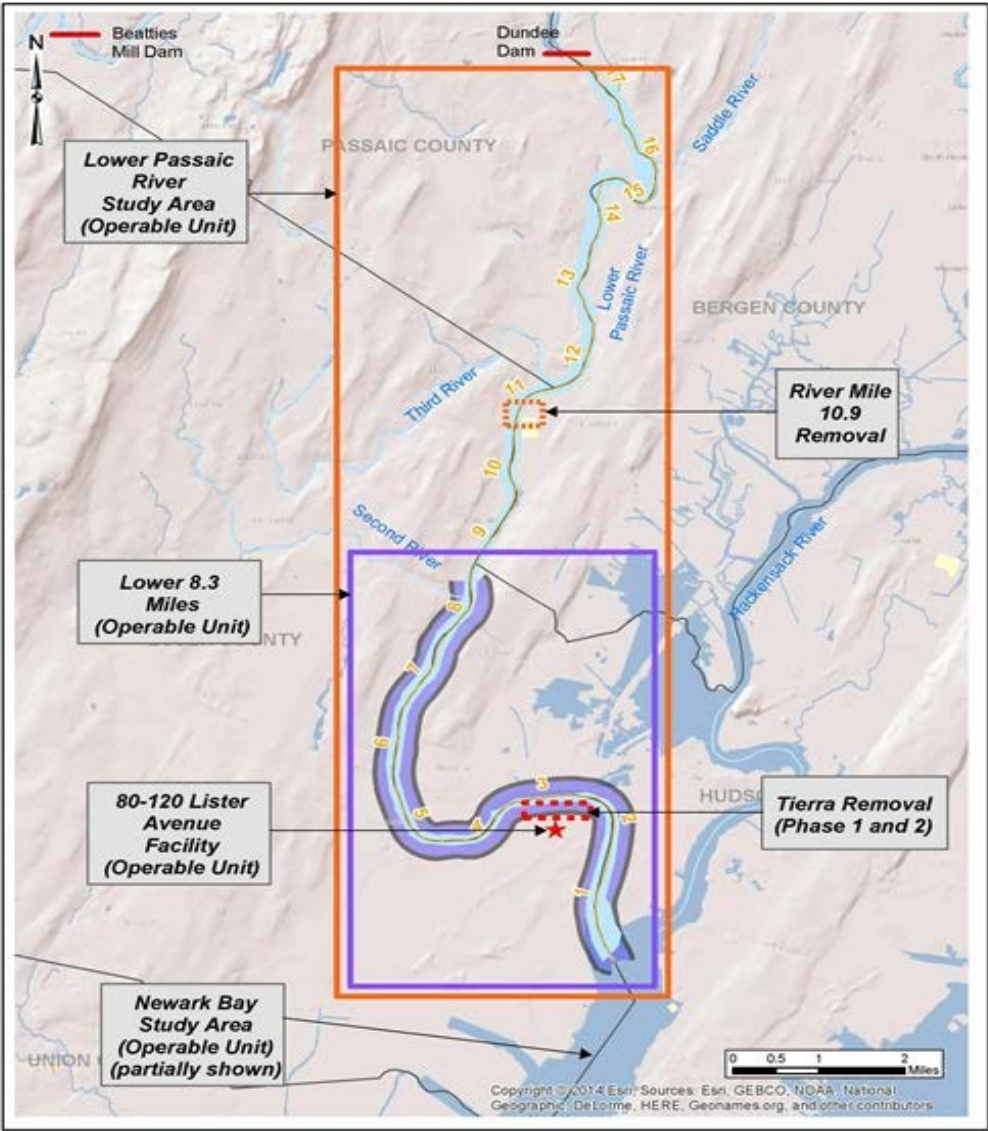 N
Beatties
Mill Dam
Dundee
Dam
17
Saddle River
PASSAIC COUNTY
16
Lower Passaic
River
Study Area
(Operable Unit)
15
14
13
Lower
Passaic River
BERGEN COUNTY
12
Third River
11
River Mile
10.9
Removal
10
Second River
9
Hackensack River
Lower 8.3
Miles
(Operable Unit)
COUNTY
8
7
6
80-120 Lister
Avenue
Facility
(Operable Unit)
3
HUDS
Tierra Removal
(Phase 1 and 2)
2
5
4
1
Newark Bay
Study Area
(Operable Unit)
(partially shown)
UNION
0 0.5 1 2
Miles
Copyright © 2014 Esri, Sources: Esri, GEBCO, NOAA, National
Geographic, DeLorme, HERE, Geonames.org, and other contributors